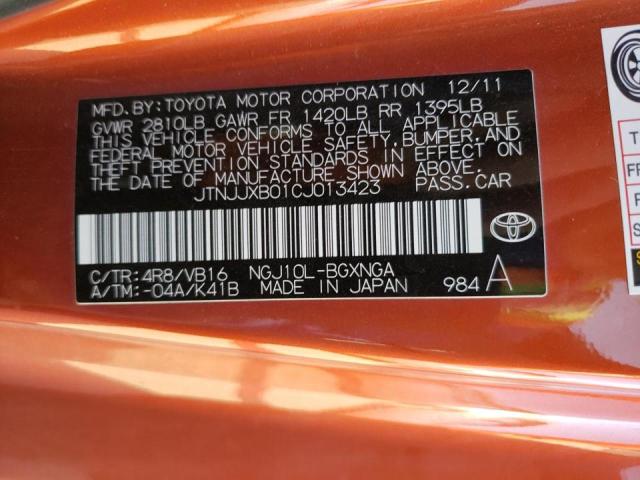 MFD. BY: TOYOTA MOTOR CORPORATION 12/11
GVWR 2810LB GAWR FR 1420LB RR 1395LB
THIS VEHICLE CONFORMS TO ALL APPLICABLE
FEDERAL MOTOR VEHICLE SAFETY, BUMPER, AND
THEFT PREVENTION STANDARDS IN EFFECT ON
THE DATE OF MANUFACTURE SHOWN ABOVE.
JTNJJXB01CJ013423 PASS. CAR
C/TR: 4R8/VB16 NGJ10L-BGXNGA
A/TM: -04A/K41B MADE IN JAPAN 984 A